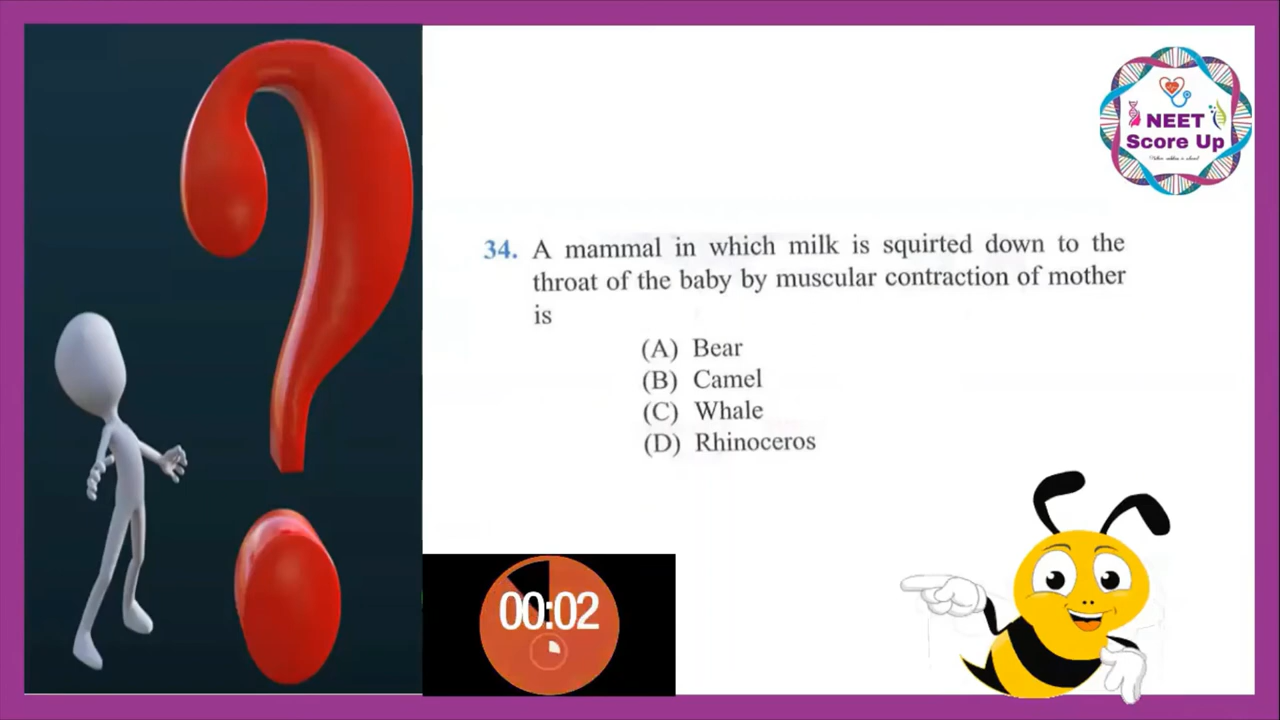 NEET
Score Up
34. A mammal in which milk is squirted down to the
throat of the baby by muscular contraction of mother
is
(A) Bear
(B) Camel
(C) Whale
(D) Rhinoceros
00:02